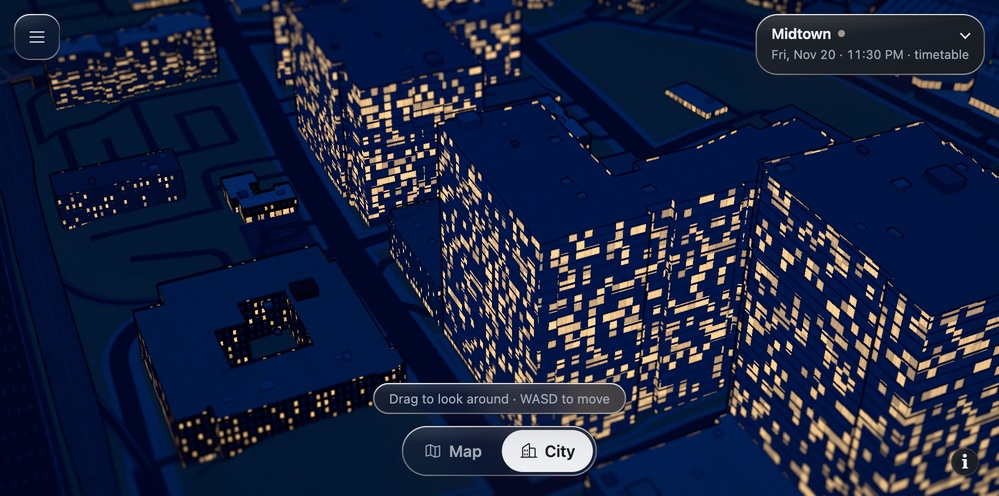 Midtown
Fri, Nov 20 · 11:30 PM · timetable
Drag to look around · WASD to move
Map
City
i